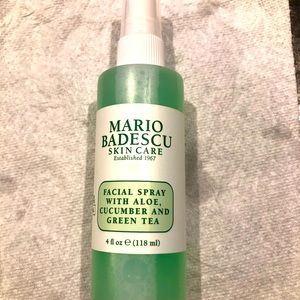 MARIO
BADESCU
SKIN CARE
Established 1967
FACIAL SPRAY
WITH ALOE,
CUCUMBER AND
GREEN TEA
4 fl oz ℮ (118 ml)